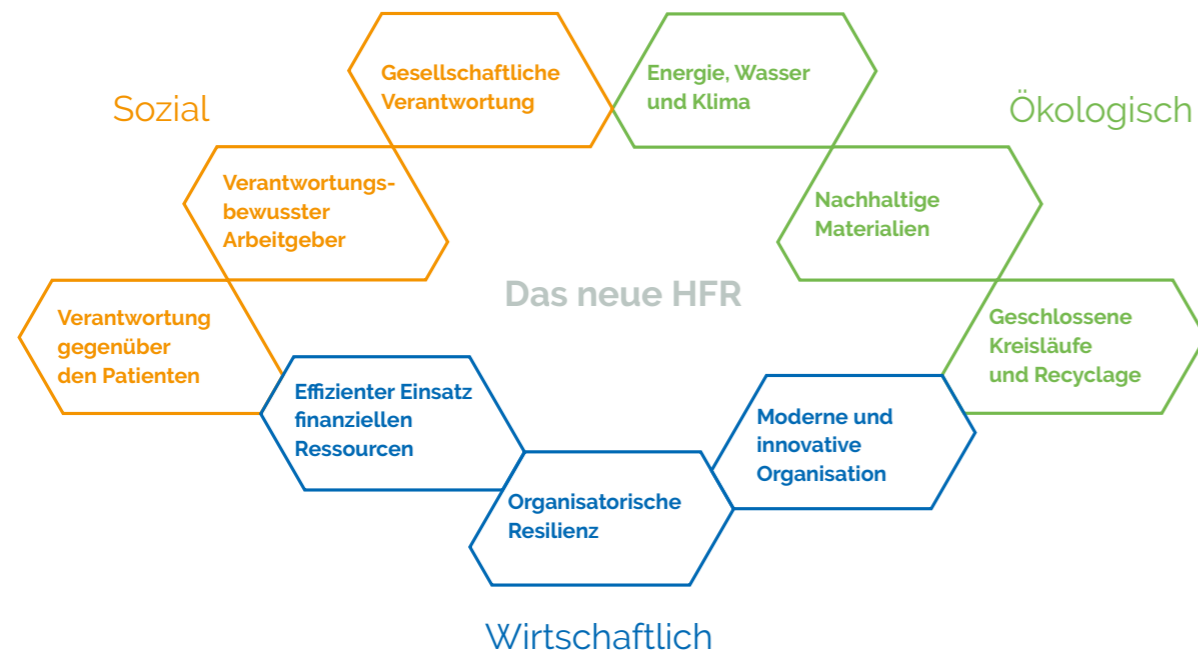 Sozial
Gesellschaftliche
Verantwortung
Verantwortungs-
bewusster
Arbeitgeber
Verantwortung
gegenüber
den Patienten
Ökologisch
Energie, Wasser
und Klima
Nachhaltige
Materialien
Geschlossene
Kreisläufe
und Recyclage
Das neue HFR
Effizienter Einsatz
finanziellen
Ressourcen
Organisatorische
Resilienz
Moderne und
innovative
Organisation
Wirtschaftlich